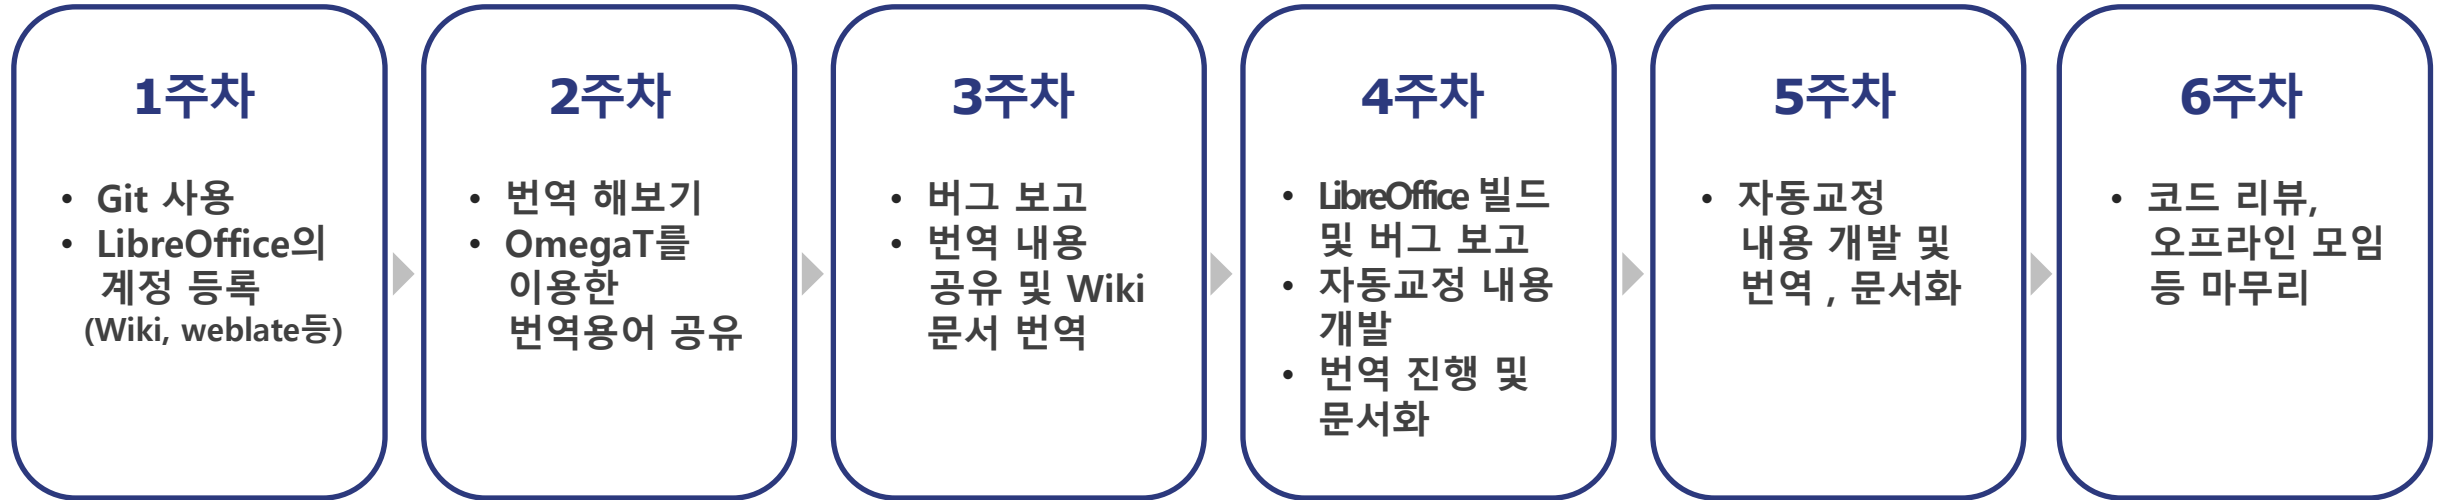 1주차
• Git 사용
• LibreOffice의
계정 등록
(Wiki, weblate등)
2주차
• 번역 해보기
• OmegaT를
이용한
번역용어 공유
3주차
• 버그 보고
• 번역 내용
공유 및 Wiki
문서 번역
4주차
• LibreOffice 빌드
및 버그 보고
• 자동교정 내용
개발
• 번역 진행 및
문서화
5주차
• 자동교정
내용 개발 및
번역 , 문서화
6주차
• 코드 리뷰,
오프라인 모임
등 마무리